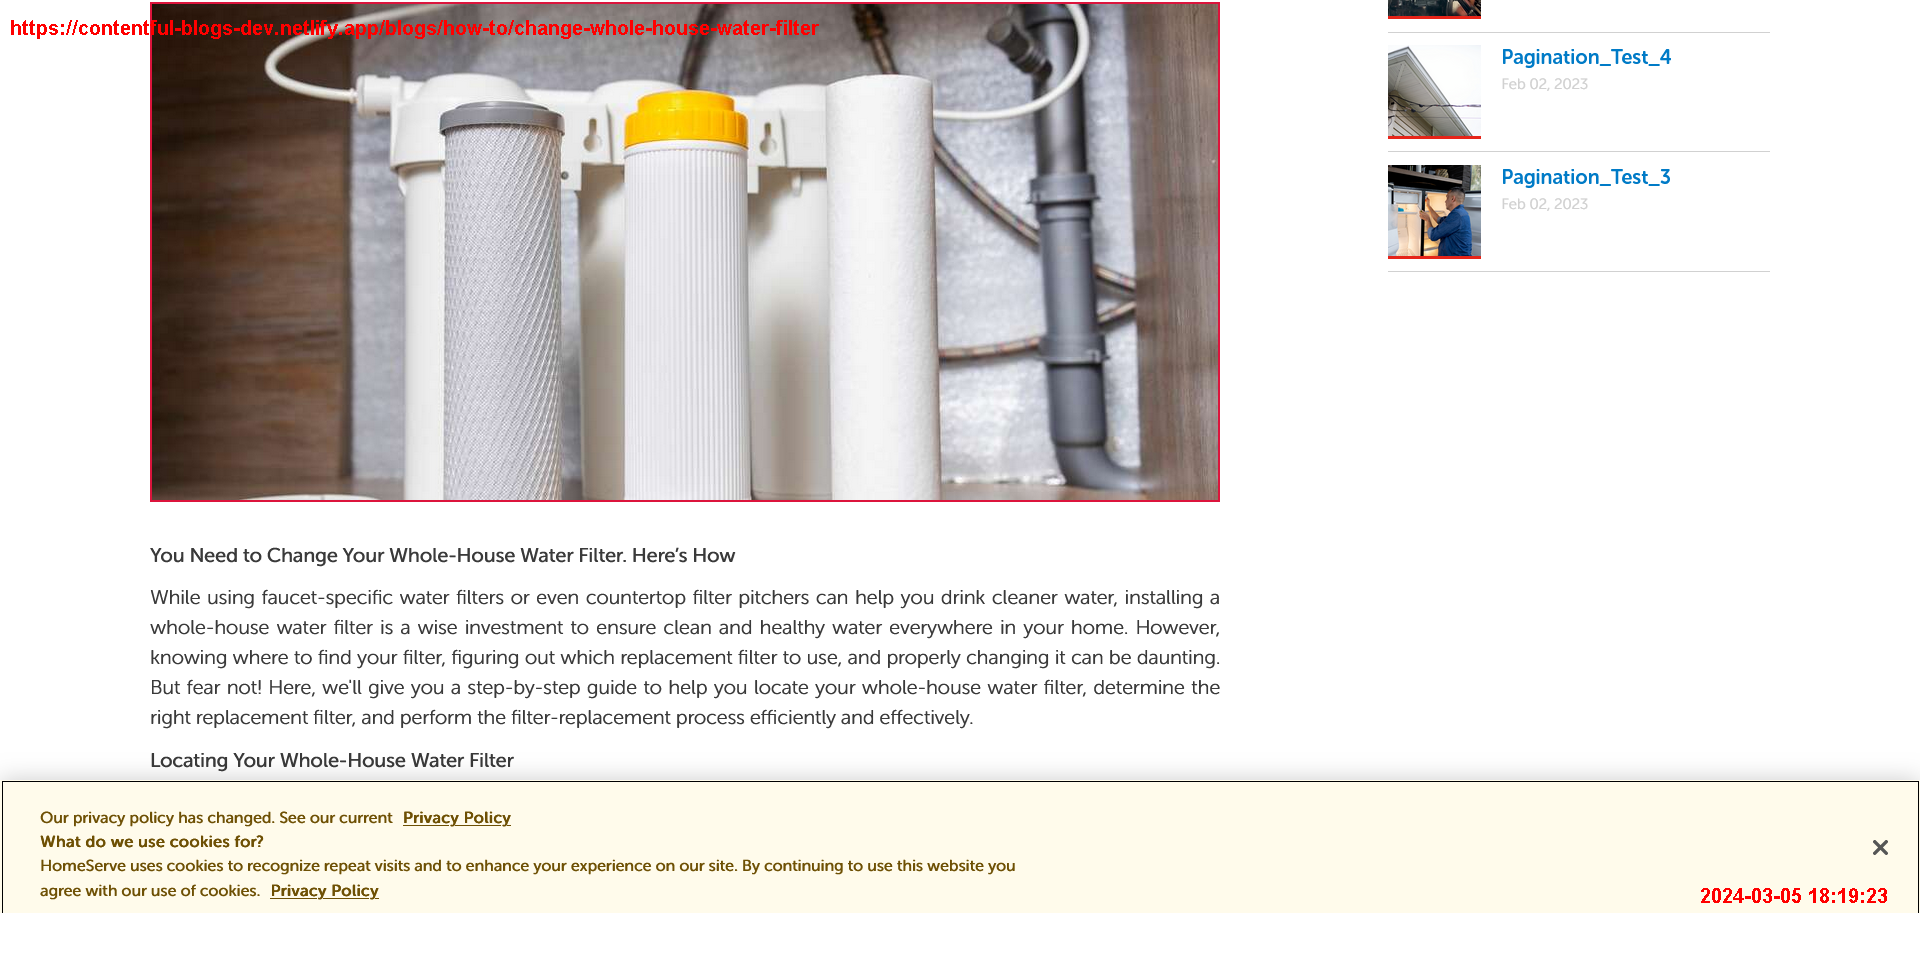 https://contentful-blogs-dev.netlify.app/blogs/how-to/change-whole-house-water-filter
Pagination_Test_4
Feb 02, 2023
Pagination_Test_3
Feb 02, 2023
You Need to Change Your Whole-House Water Filter. Here’s How
While using faucet-specific water filters or even countertop filter pitchers can help you drink cleaner water, installing a
whole-house water filter is a wise investment to ensure clean and healthy water everywhere in your home. However,
knowing where to find your filter, figuring out which replacement filter to use, and properly changing it can be daunting.
But fear not! Here, we'll give you a step-by-step guide to help you locate your whole-house water filter, determine the
right replacement filter, and perform the filter-replacement process efficiently and effectively.
Locating Your Whole-House Water Filter
Our privacy policy has changed. See our current Privacy Policy
What do we use cookies for?
HomeServe uses cookies to recognize repeat visits and to enhance your experience on our site. By continuing to use this website you
agree with our use of cookies. Privacy Policy
2024-03-05 18:19:23